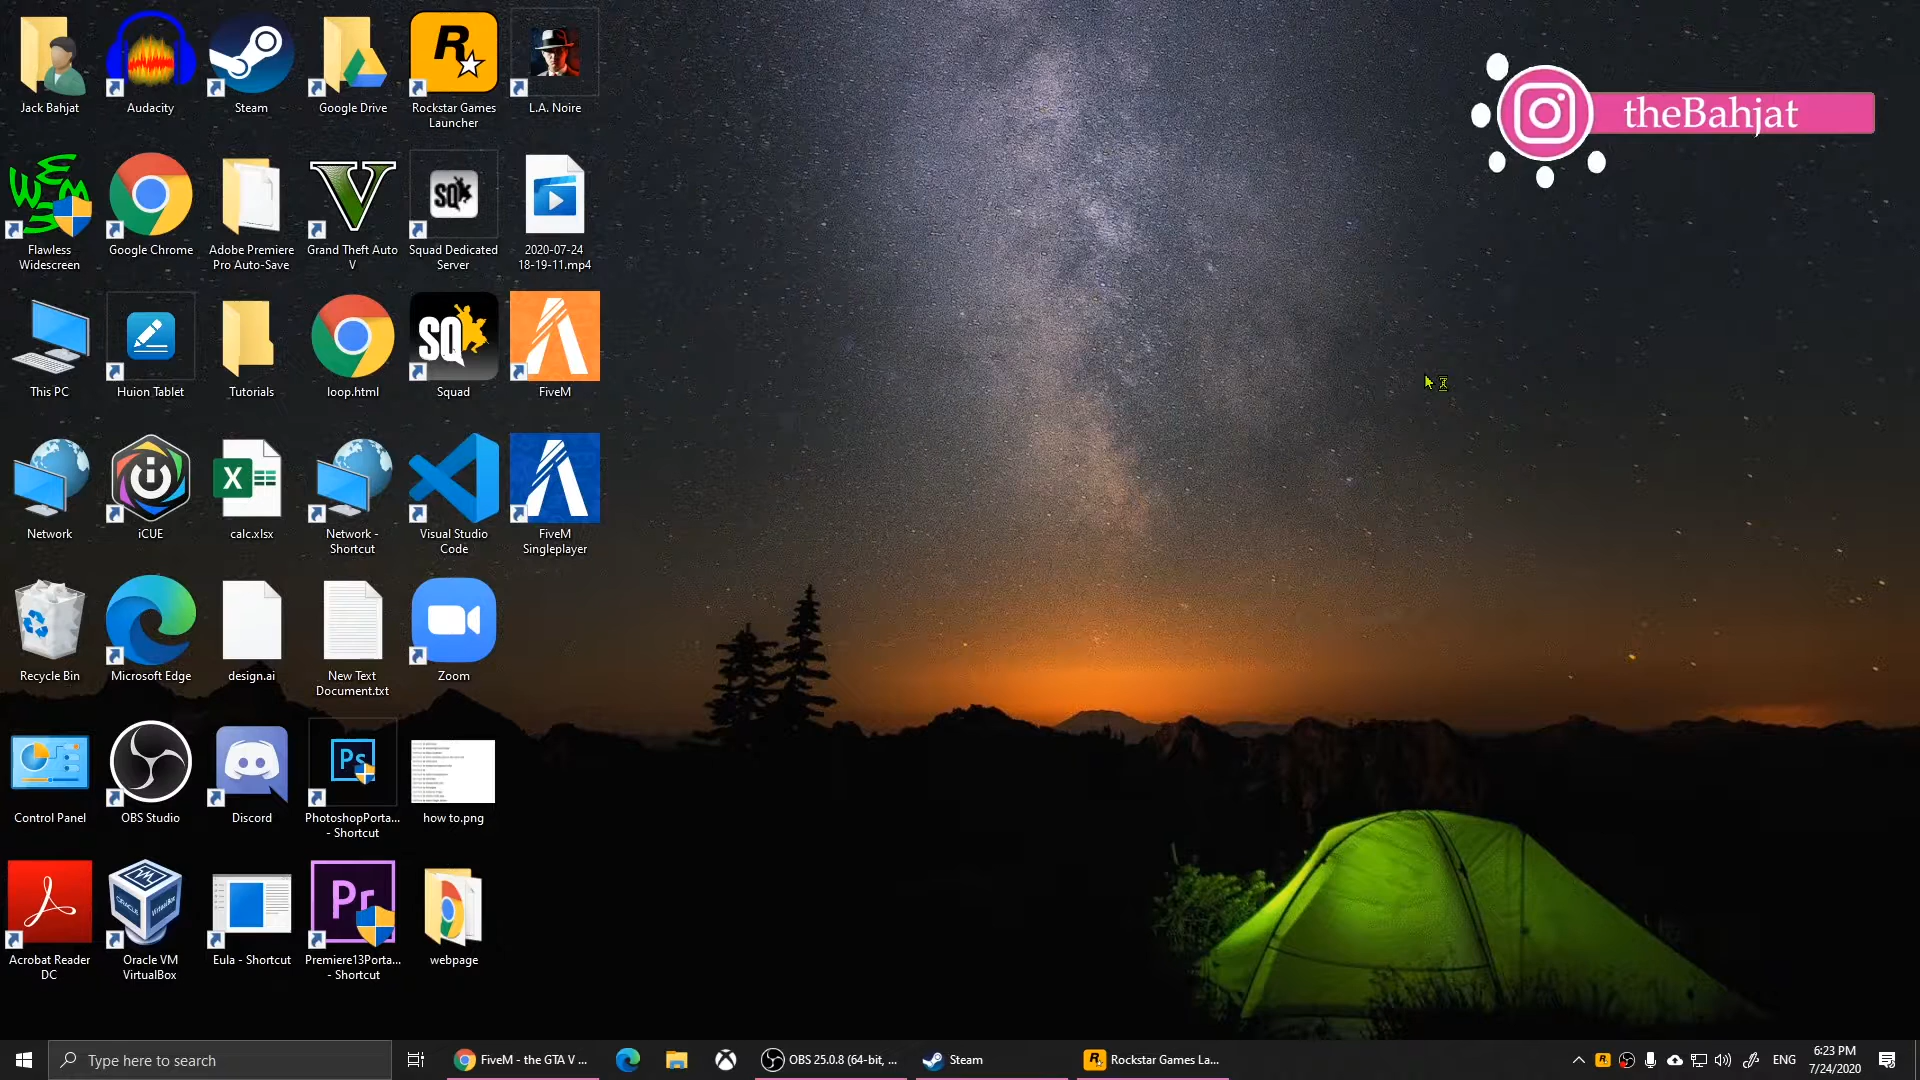 Jack Bahjat
Audacity
Steam
Google Drive
Rockstar Games
Launcher
L.A. Noire
theBahjat
Flawless
Widescreen
Google Chrome
Adobe Premiere
Pro Auto-Save
Grand Theft Auto
V
Squad Dedicated
Server
2020-07-24
18-19-11.mp4
This PC
Huion Tablet
Tutorials
loop.html
SQ
Squad
FiveM
Network
iCUE
calc.xlsx
Network -
Shortcut
Visual Studio
Code
FiveM
Singleplayer
Recycle Bin
Microsoft Edge
design.ai
New Text
Document.txt
Zoom
Control Panel
OBS Studio
Discord
Ps
PhotoshopPorta...
- Shortcut
how to.png
Acrobat Reader
DC
Oracle VM
VirtualBox
Eula - Shortcut
Pr
Premiere13Porta...
- Shortcut
webpage
Type here to search
FiveM - the GTA V ...
OBS 25.0.8 (64-bit, ...
Steam
Rockstar Games La...
ENG
6:23 PM
7/24/2020